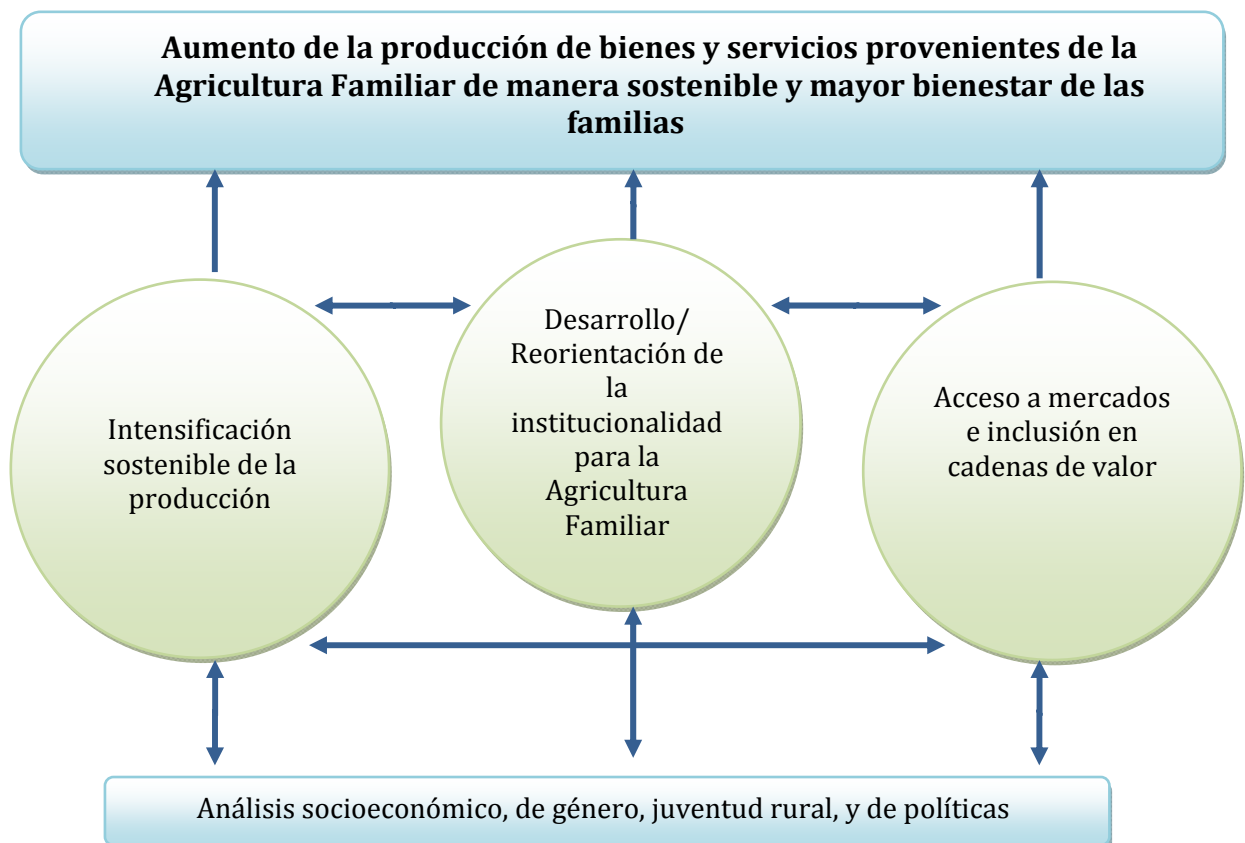 Aumento de la producción de bienes y servicios provenientes de la
Agricultura Familiar de manera sostenible y mayor bienestar de las
familias
Intensificación
sostenible de la
producción
Desarrollo/
Reorientación de
la
institucionalidad
para la
Agricultura
Familiar
Acceso a mercados
e inclusión en
cadenas de valor
Análisis socioeconómico, de género, juventud rural, y de políticas